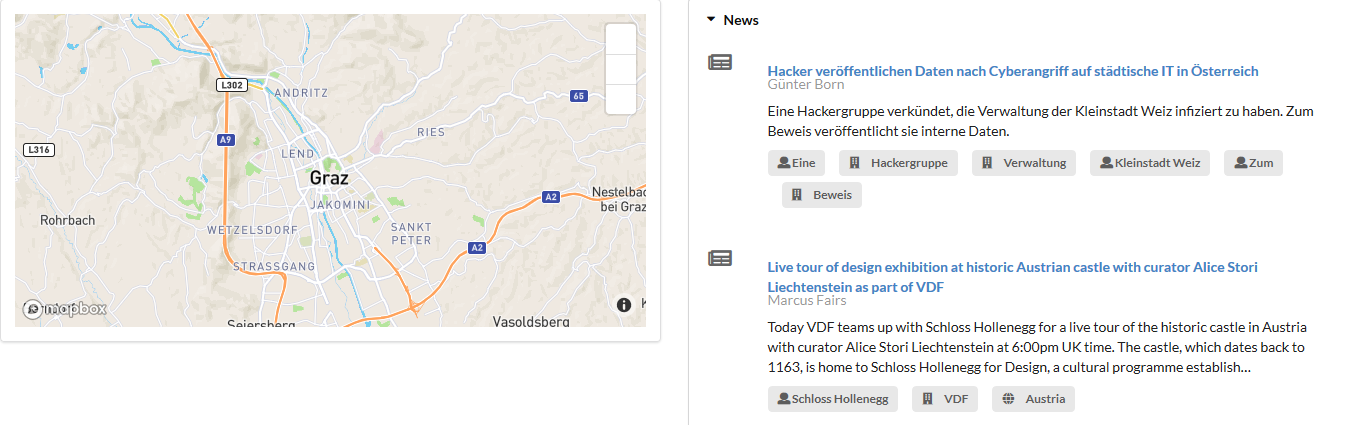 L302
ANDRITZ
65
A9
RIES
L316
LEND
Graz
A2
Nestelbac
bei Graz
JAKOMINI
Rohrbach
WETZELSDORF
SANKT
PETER
A2
STRASSGANG
mapbox
Seiersberg
Vasoldsberg
News
Hacker veröffentlichen Daten nach Cyberangriff auf städtische IT in Österreich
Günter Born
Eine Hackergruppe verkündet, die Verwaltung der Kleinstadt Weiz infiziert zu haben. Zum
Beweis veröffentlicht sie interne Daten.
Eine Hackergruppe Verwaltung Kleinstadt Weiz Zum
Beweis
Live tour of design exhibition at historic Austrian castle with curator Alice Stori
Liechtenstein as part of VDF
Marcus Fairs
Today VDF teams up with Schloss Hollenegg for a live tour of the historic castle in Austria
with curator Alice Stori Liechtenstein at 6:00pm UK time. The castle, which dates back to
1163, is home to Schloss Hollenegg for Design, a cultural programme establish...
Schloss Hollenegg VDF Austria